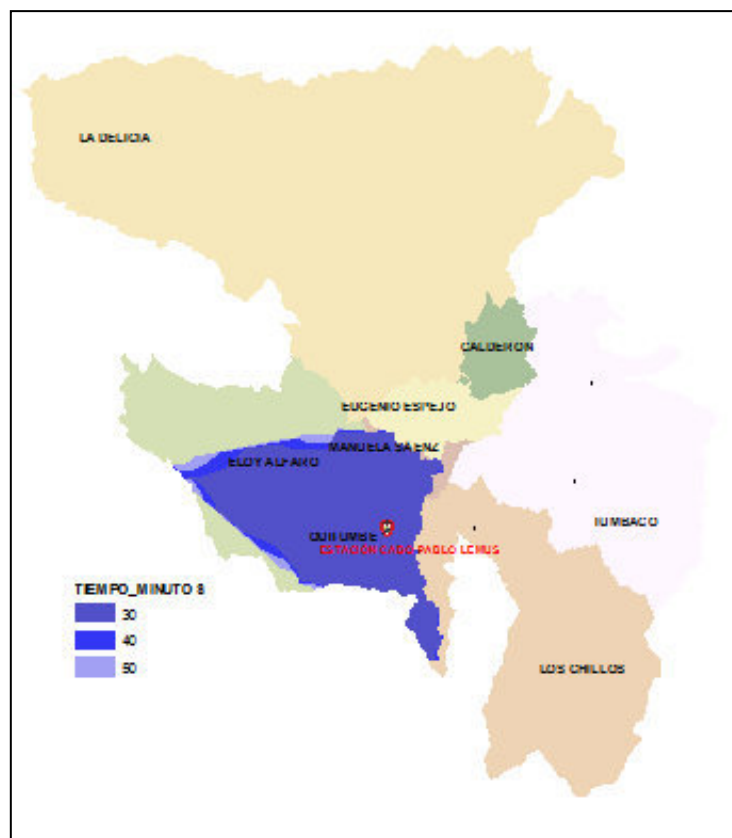 LA DELICIA
CALDERON
EUGENIO ESPEJO
MANUELA SAENZ
ELOY ALFARO
TUMBACO
QUITUMBE
ESTACION CABO PABLO LEMUS
TIEMPO_MINUTOS
30
40
50
LOS CHILLOS